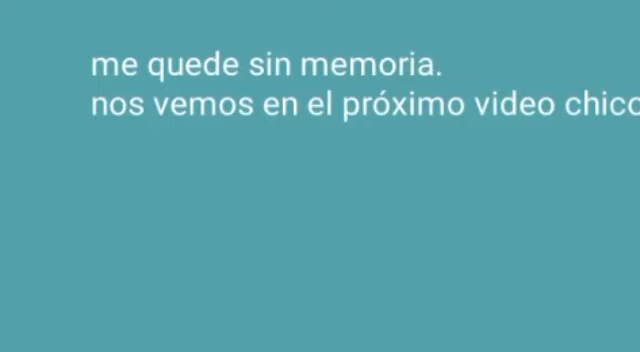 me quede sin memoria.
nos vemos en el próximo video